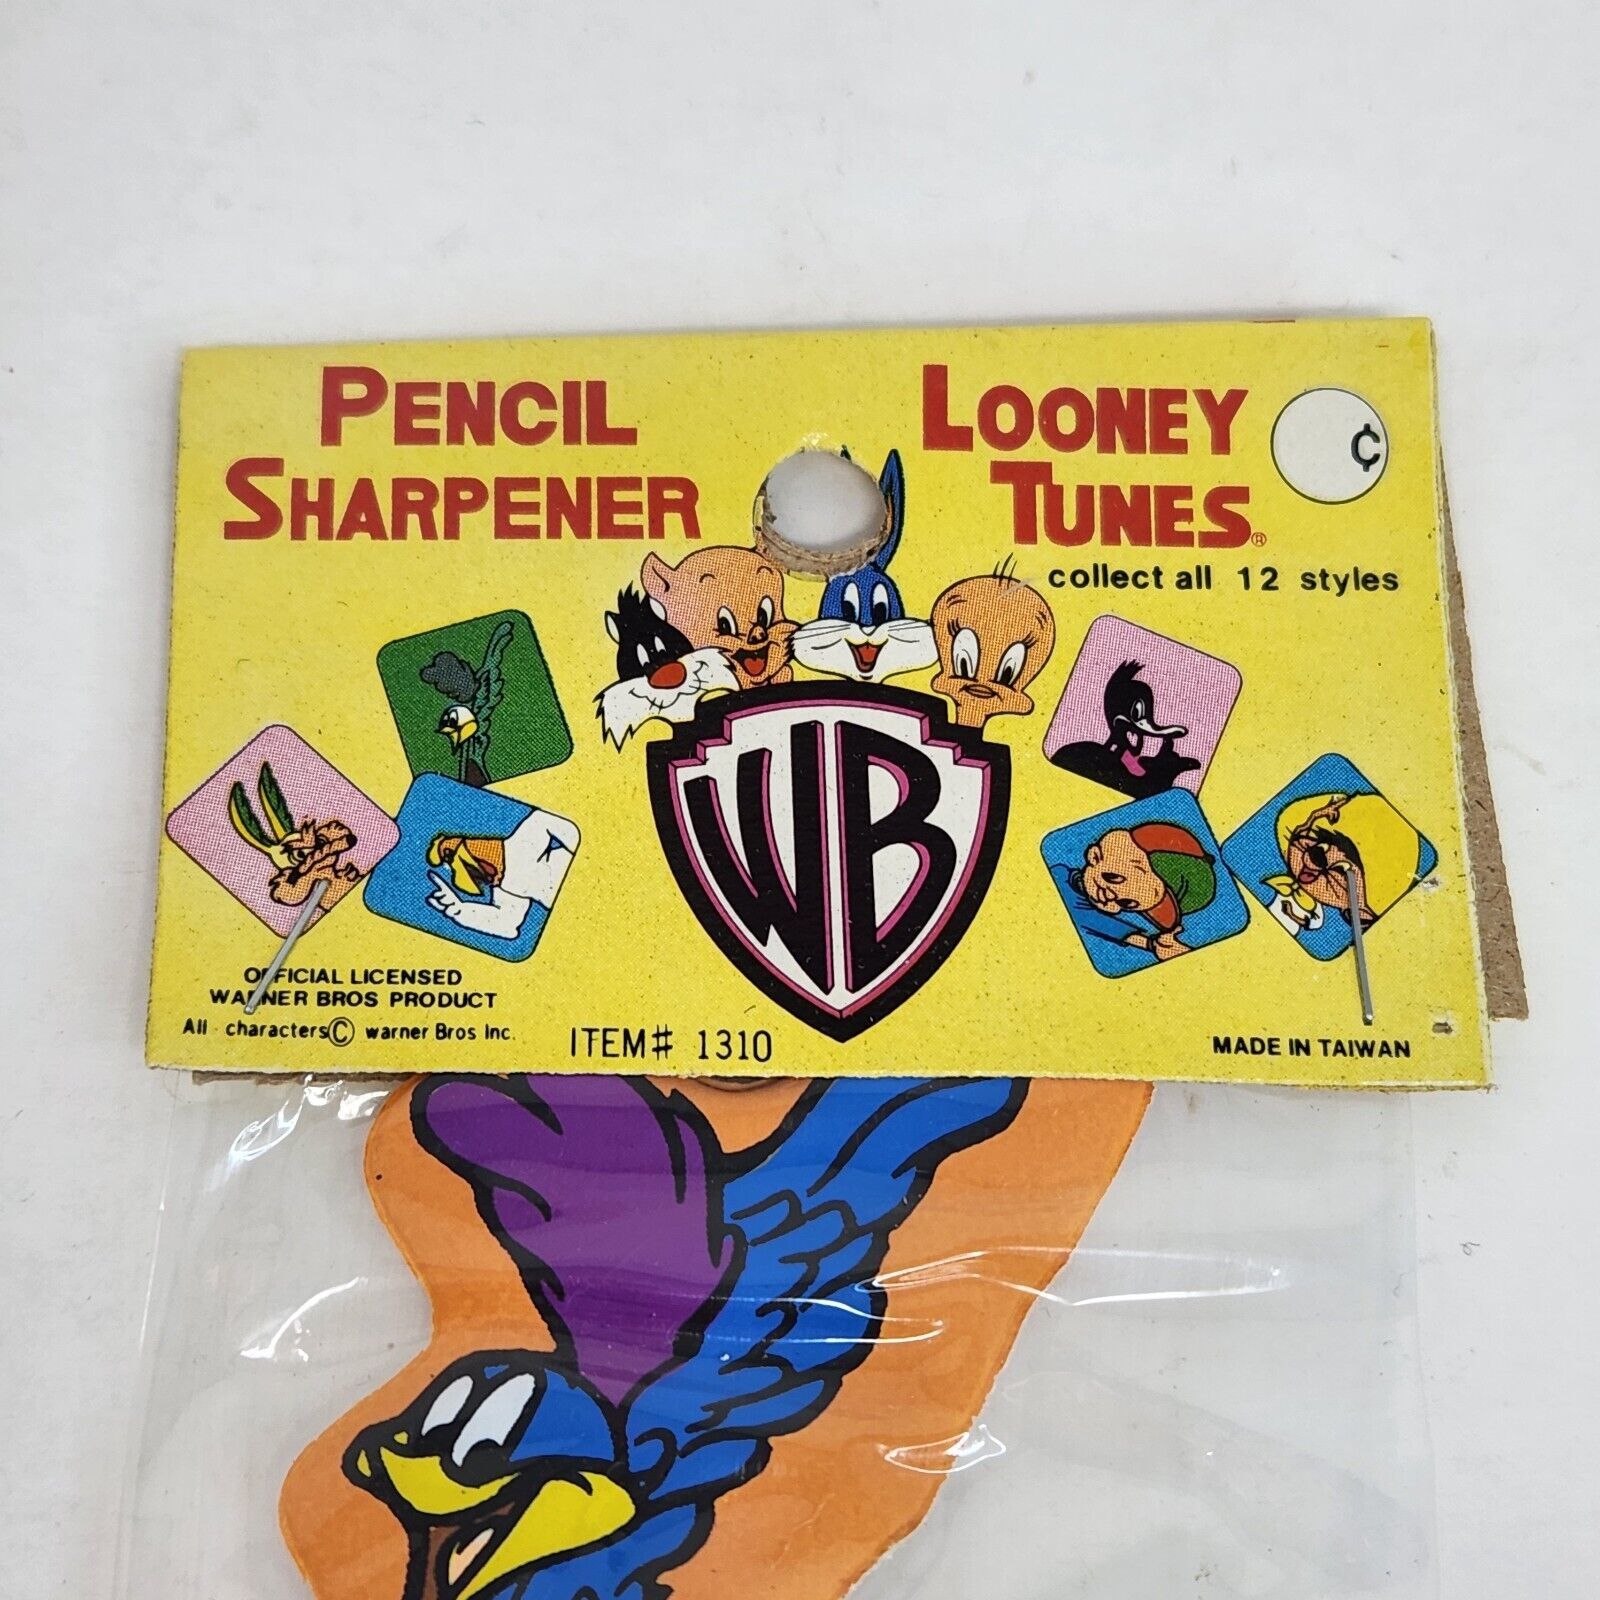 PENCIL
SHARPENER
LOONEY
TUNES®
¢
collect all 12 styles
WB
OFFICIAL LICENSED
WARNER BROS PRODUCT
All characters© warner Bros Inc.
ITEM# 1310
MADE IN TAIWAN